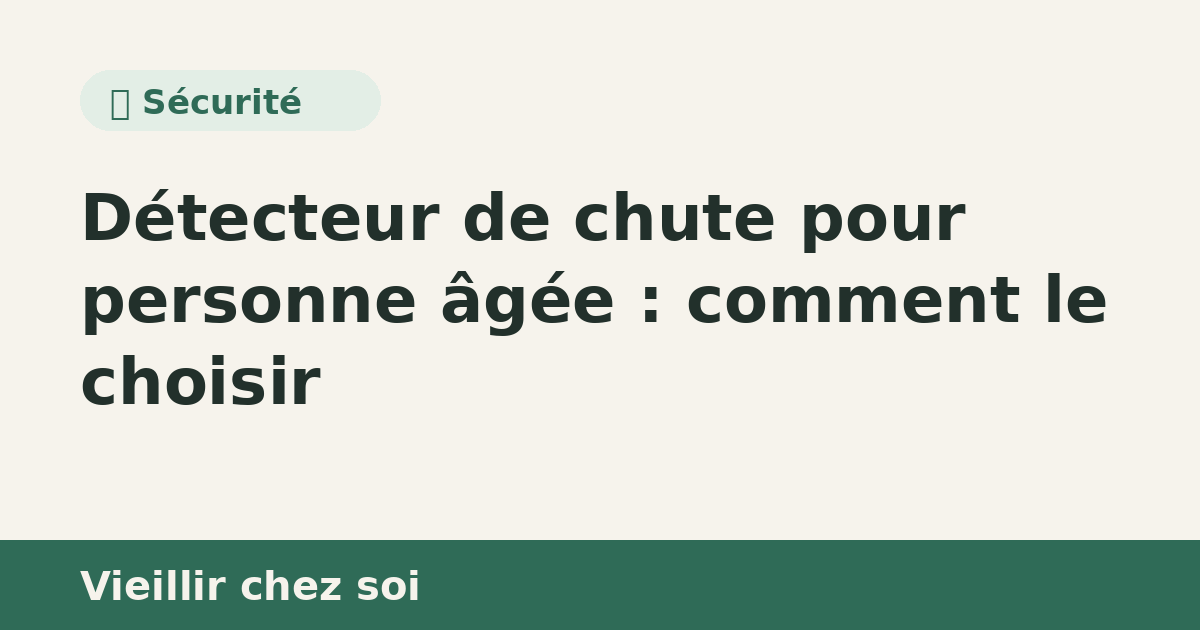 Sécurité
Détecteur de chute pour
personne âgée : comment le
choisir
Vieillir chez soi